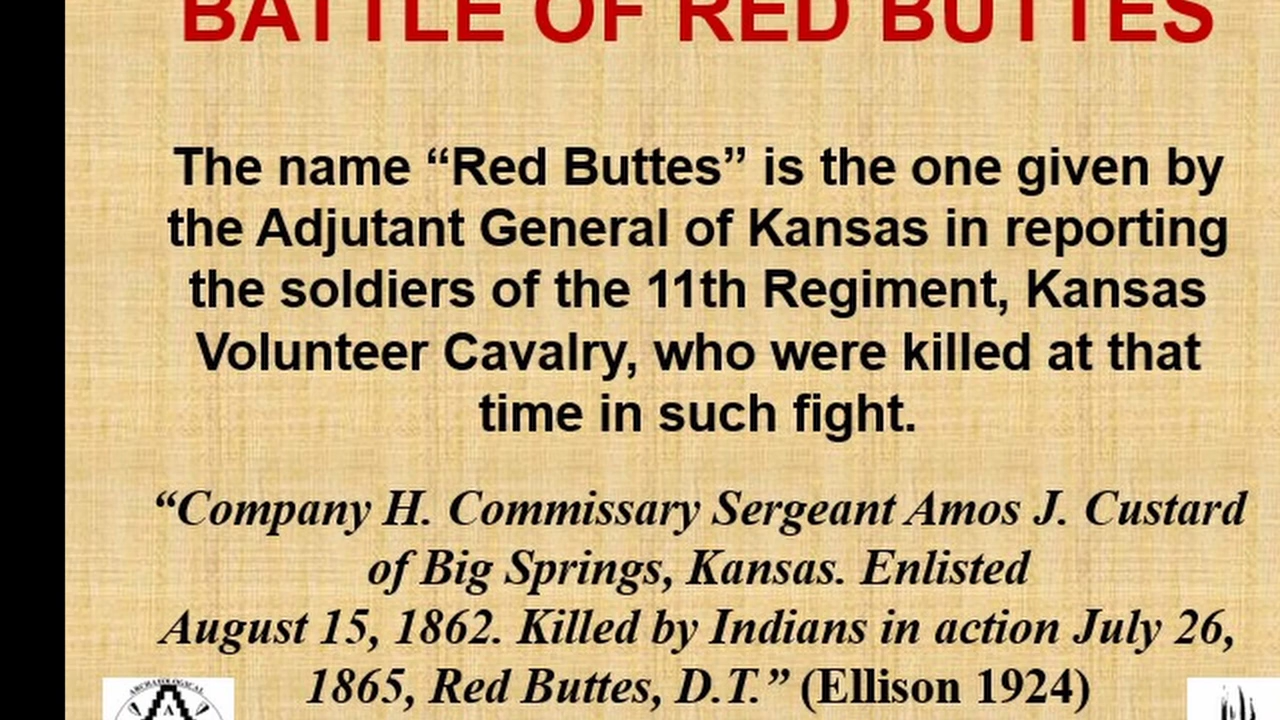 BATTLE OF RED BUTTES
The name “Red Buttes” is the one given by
the Adjutant General of Kansas in reporting
the soldiers of the 11th Regiment, Kansas
Volunteer Cavalry, who were killed at that
time in such fight.
“Company H. Commissary Sergeant Amos J. Custard
of Big Springs, Kansas. Enlisted
August 15, 1862. Killed by Indians in action July 26,
1865, Red Buttes, D.T.” (Ellison 1924)
ARCHAEOLOGICAL
A